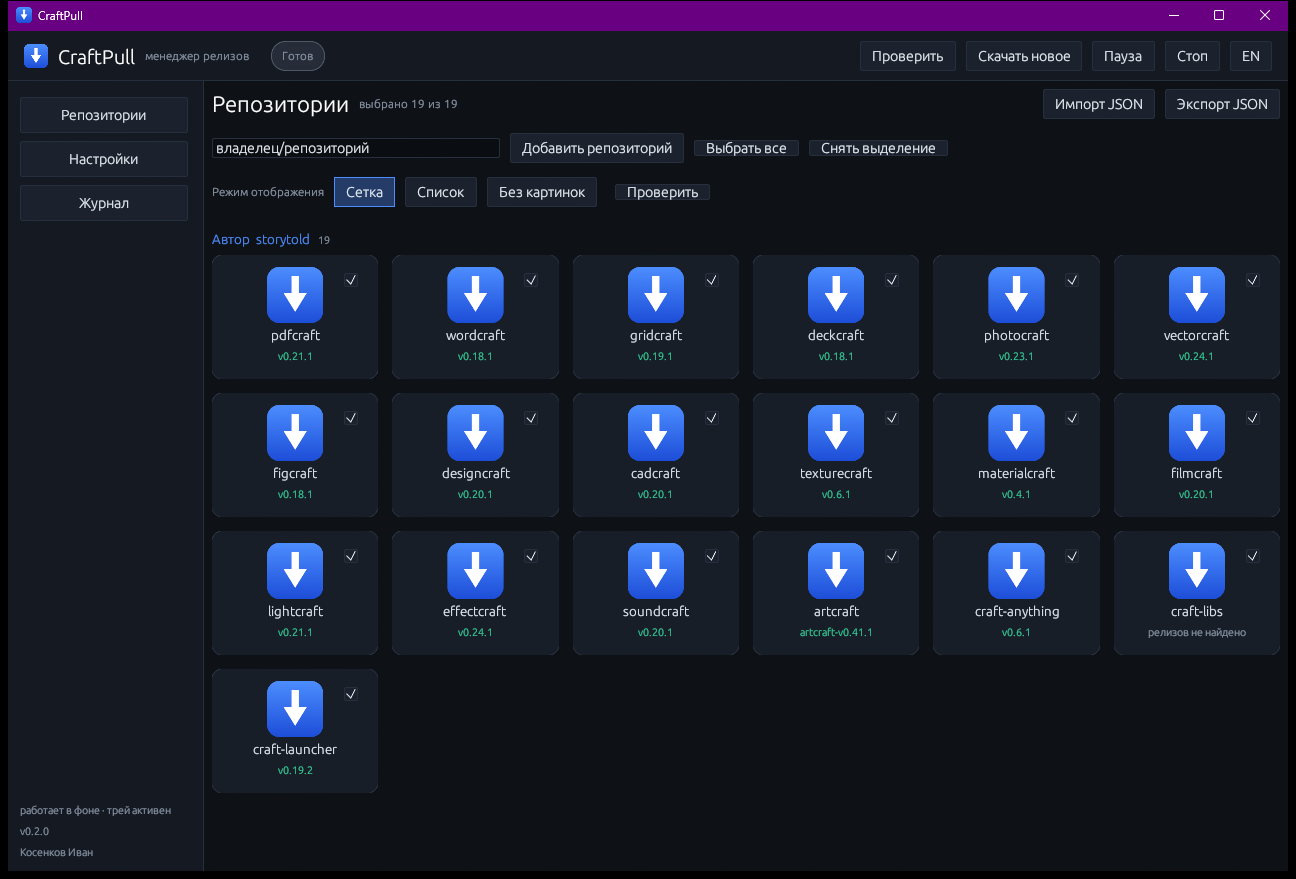 CraftPull
CraftPull менеджер релизов Готов Проверить Скачать новое Пауза Стоп EN
Репозитории
Настройки
Журнал
Репозитории выбрано 19 из 19 Импорт JSON Экспорт JSON
владелец/репозиторий Добавить репозиторий Выбрать все Снять выделение
Режим отображения Сетка Список Без картинок Проверить
Автор storytold 19
pdfcraft wordcraft gridcraft deckcraft photocraft vectorcraft
v0.21.1 v0.18.1 v0.19.1 v0.18.1 v0.23.1 v0.24.1
figcraft designcraft cadcraft texturecraft materialcraft filmcraft
v0.18.1 v0.20.1 v0.20.1 v0.6.1 v0.4.1 v0.20.1
lightcraft effectcraft soundcraft artcraft craft-anything craft-libs
v0.21.1 v0.24.1 v0.20.1 artcraft-v0.41.1 v0.6.1 релизов не найдено
craft-launcher
v0.19.2
работает в фоне · трей активен
v0.2.0
Косенков Иван